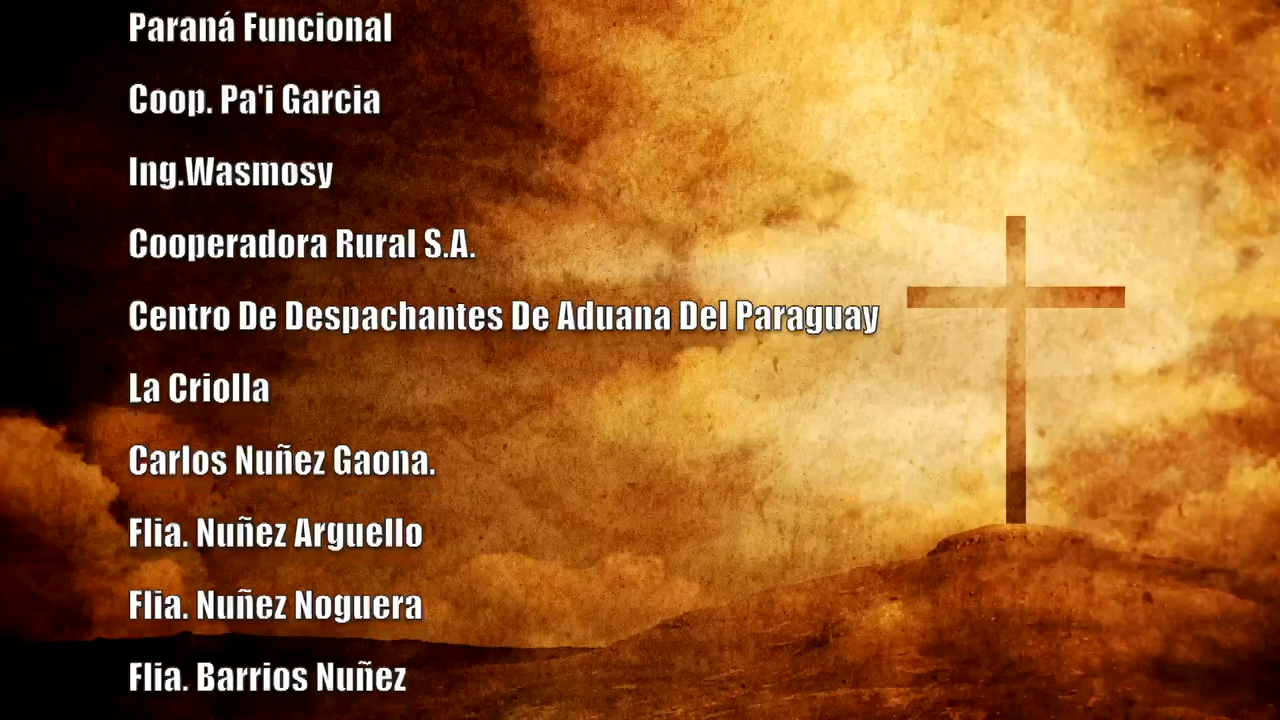 Paraná Funcional
Coop. Pa'i Garcia
Ing.Wasmosy
Cooperadora Rural S.A.
Centro De Despachantes De Aduana Del Paraguay
La Criolla
Carlos Nuñez Gaona.
Flia. Nuñez Arguello
Flia. Nuñez Noguera
Flia. Barrios Nuñez